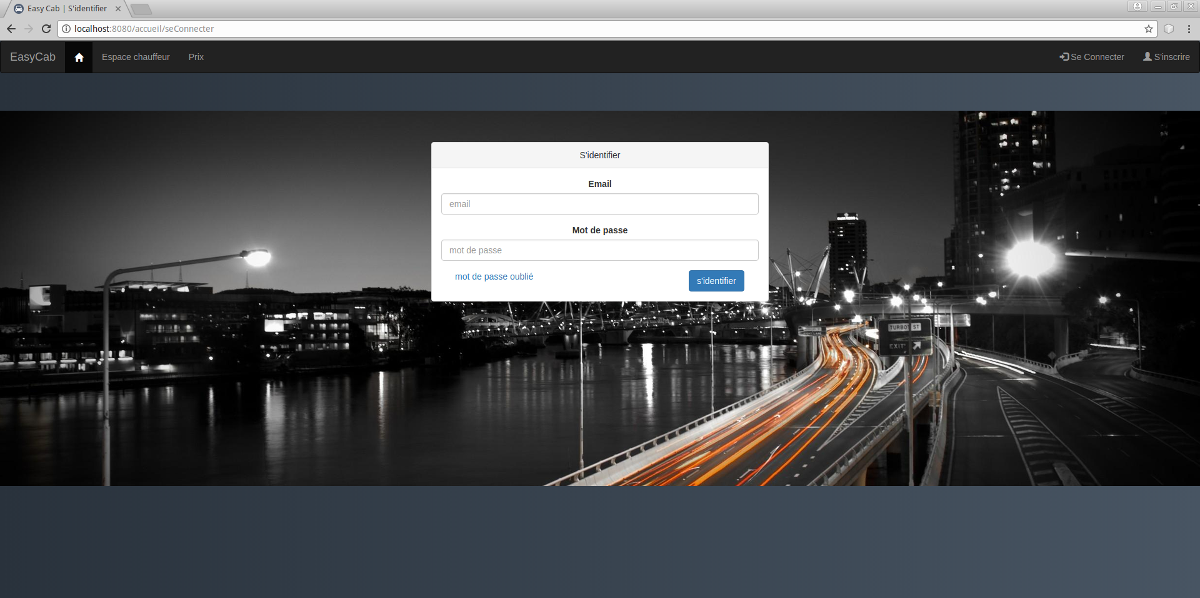 Easy Cab | S'identifier
localhost:8080/accueil/seConnecter
EasyCab Espace chauffeur Prix Se Connecter S'inscrire
S'identifier
Email
email
Mot de passe
mot de passe
mot de passe oublié s'identifier
TURBOT ST
EXIT